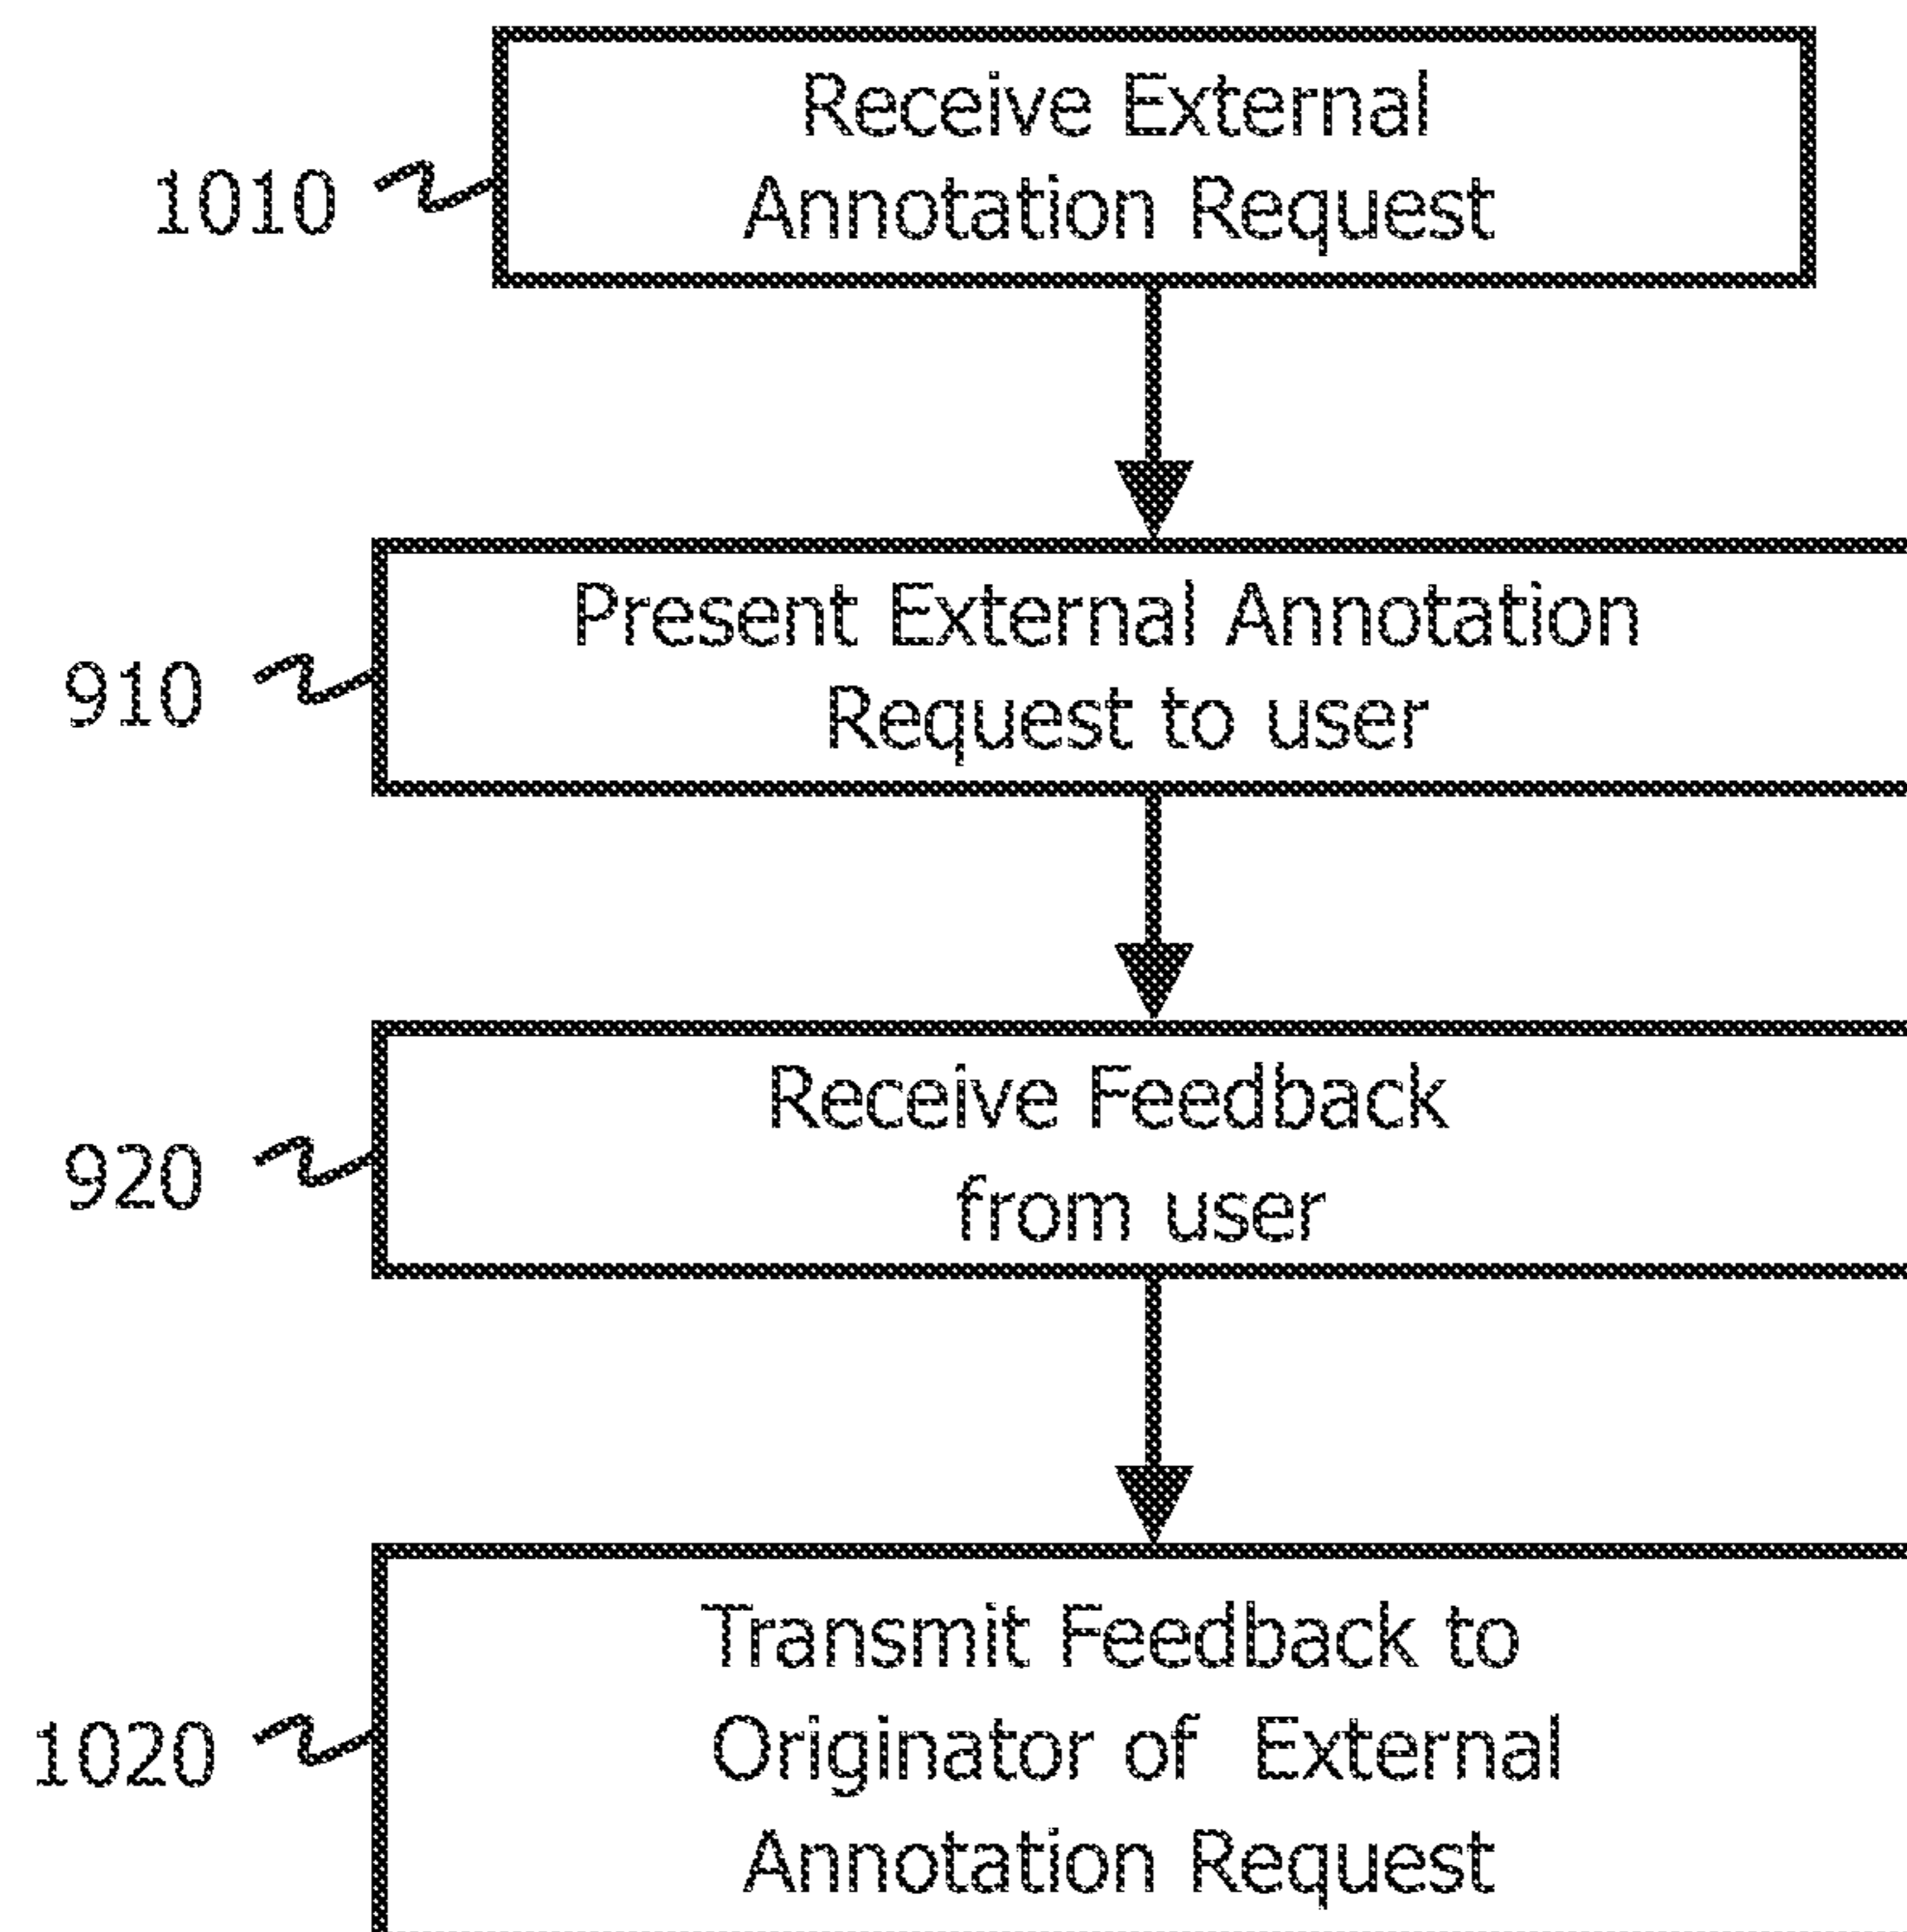 Receive External
Annotation Request
1010
Present External Annotation
Request to user
910
Receive Feedback
from user
920
Transmit Feedback to
Originator of External
Annotation Request
1020